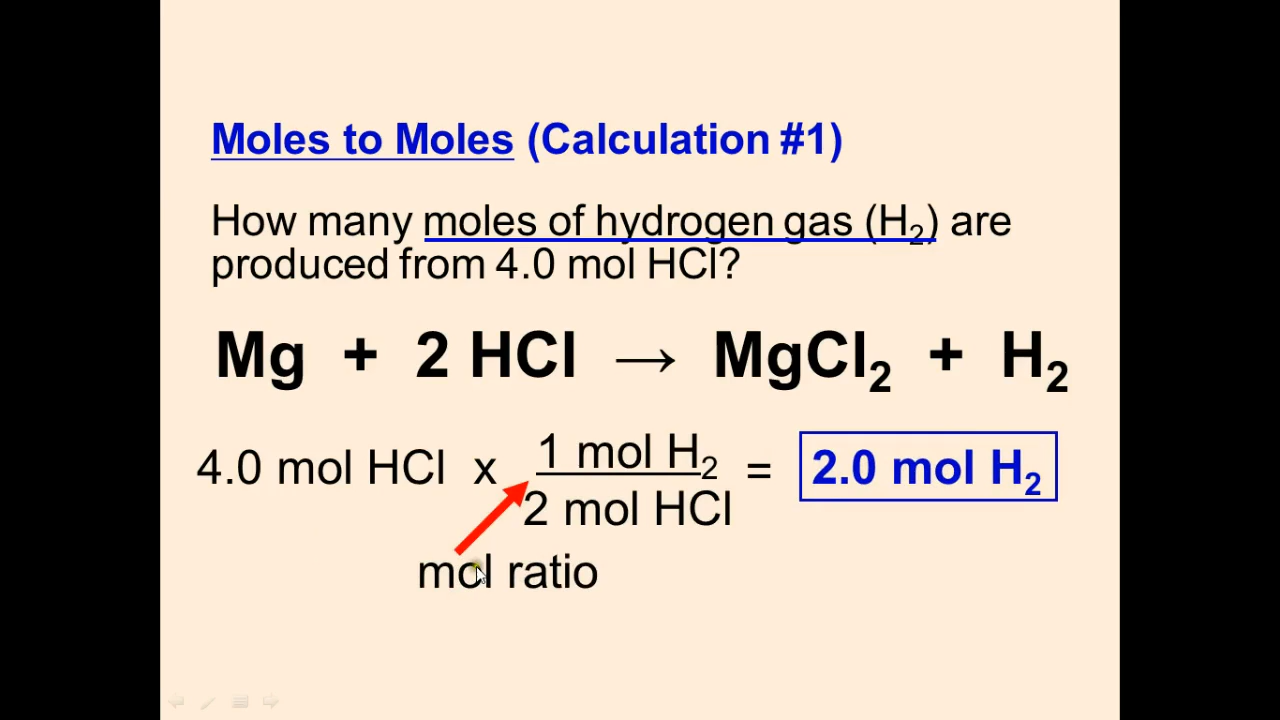 Moles to Moles (Calculation #1)
How many moles of hydrogen gas (H₂) are
produced from 4.0 mol HCl?
Mg + 2 HCl → MgCl₂ + H₂
4.0 mol HCl x 1 mol H₂ = 2.0 mol H₂
2 mol HCl
mol ratio